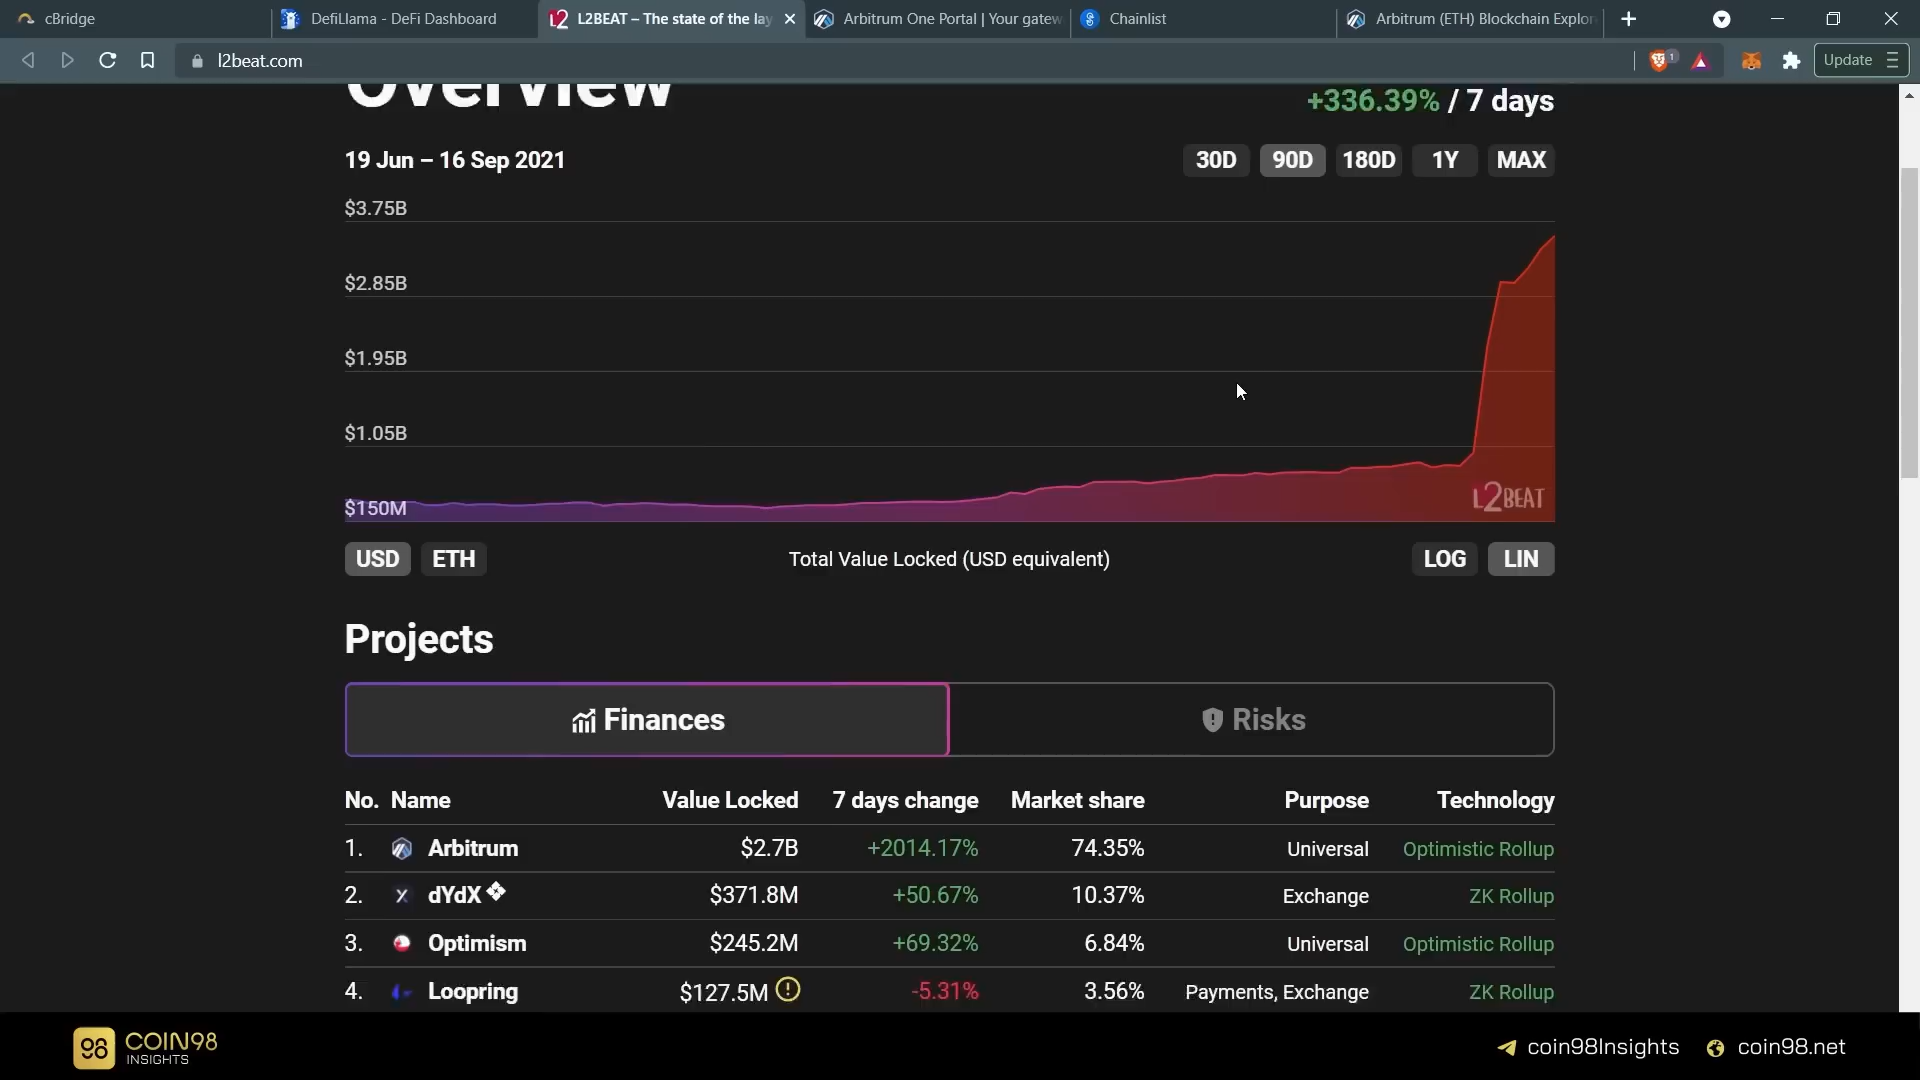 cBridge
DefiLlama - DeFi Dashboard
L2BEAT – The state of the lay
Arbitrum One Portal | Your gatew
Chainlist
Arbitrum (ETH) Blockchain Explor
l2beat.com
1
Update
Overview
+336.39% / 7 days
19 Jun – 16 Sep 2021
30D 90D 180D 1Y MAX
$3.75B
$2.85B
$1.95B
$1.05B
$150M
L2BEAT
USD ETH
Total Value Locked (USD equivalent)
LOG LIN
Projects
Finances
Risks
No. Name Value Locked 7 days change Market share Purpose Technology
1. Arbitrum $2.7B +2014.17% 74.35% Universal Optimistic Rollup
2. dYdX $371.8M +50.67% 10.37% Exchange ZK Rollup
3. Optimism $245.2M +69.32% 6.84% Universal Optimistic Rollup
4. Loopring $127.5M -5.31% 3.56% Payments, Exchange ZK Rollup
98 COIN98
INSIGHTS
coin98Insights
coin98.net